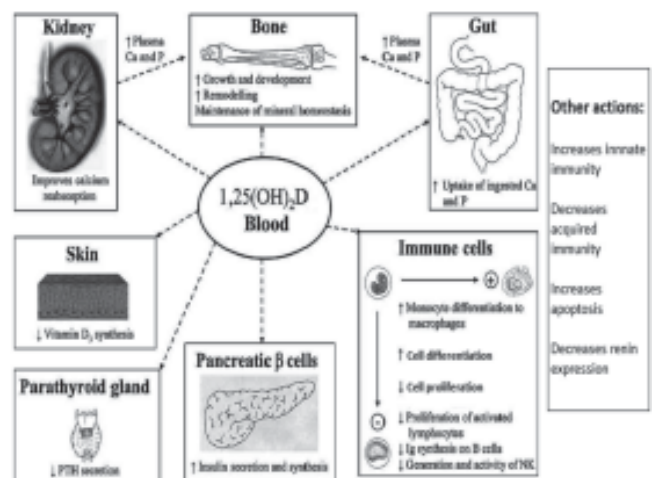 Kidney
Improves calcium
reabsorption
↑ Plasma
Ca and P
Bone
↑ Growth and development
↑ Remodelling
Maintenance of mineral homeostasis
↑ Plasma
Ca and P
Gut
↑ Uptake of ingested Ca
and P
1,25(OH)₂D
Blood
Skin
↓ Vitamin D₃ synthesis
Parathyroid gland
↓ PTH secretion
Pancreatic β cells
↑ Insulin secretion and synthesis
Immune cells
+
↑ Monocyte differentiation to
macrophages
↑ Cell differentiation
↓ Cell proliferation
↓ Proliferation of activated
lymphocytes
↓ Ig synthesis on B cells
↓ Generation and activity of NK
Other actions:
Increases innate
immunity
Decreases
acquired
immunity
Increases
apoptosis
Decreases renin
expression